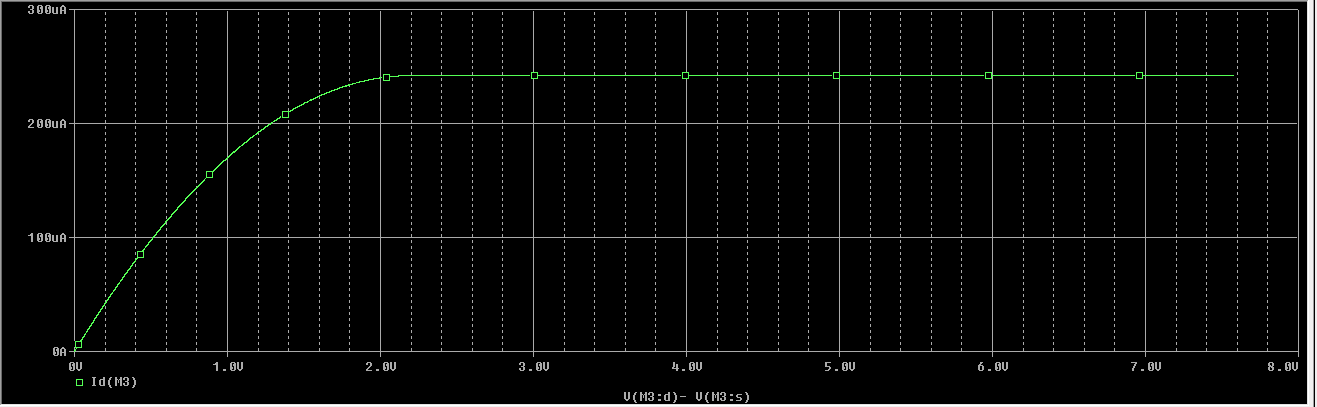 300uA
200uA
100uA
0A
0V 1.0V 2.0V 3.0V 4.0V 5.0V 6.0V 7.0V 8.0V
Id(M3)
V(M3:d)- V(M3:s)